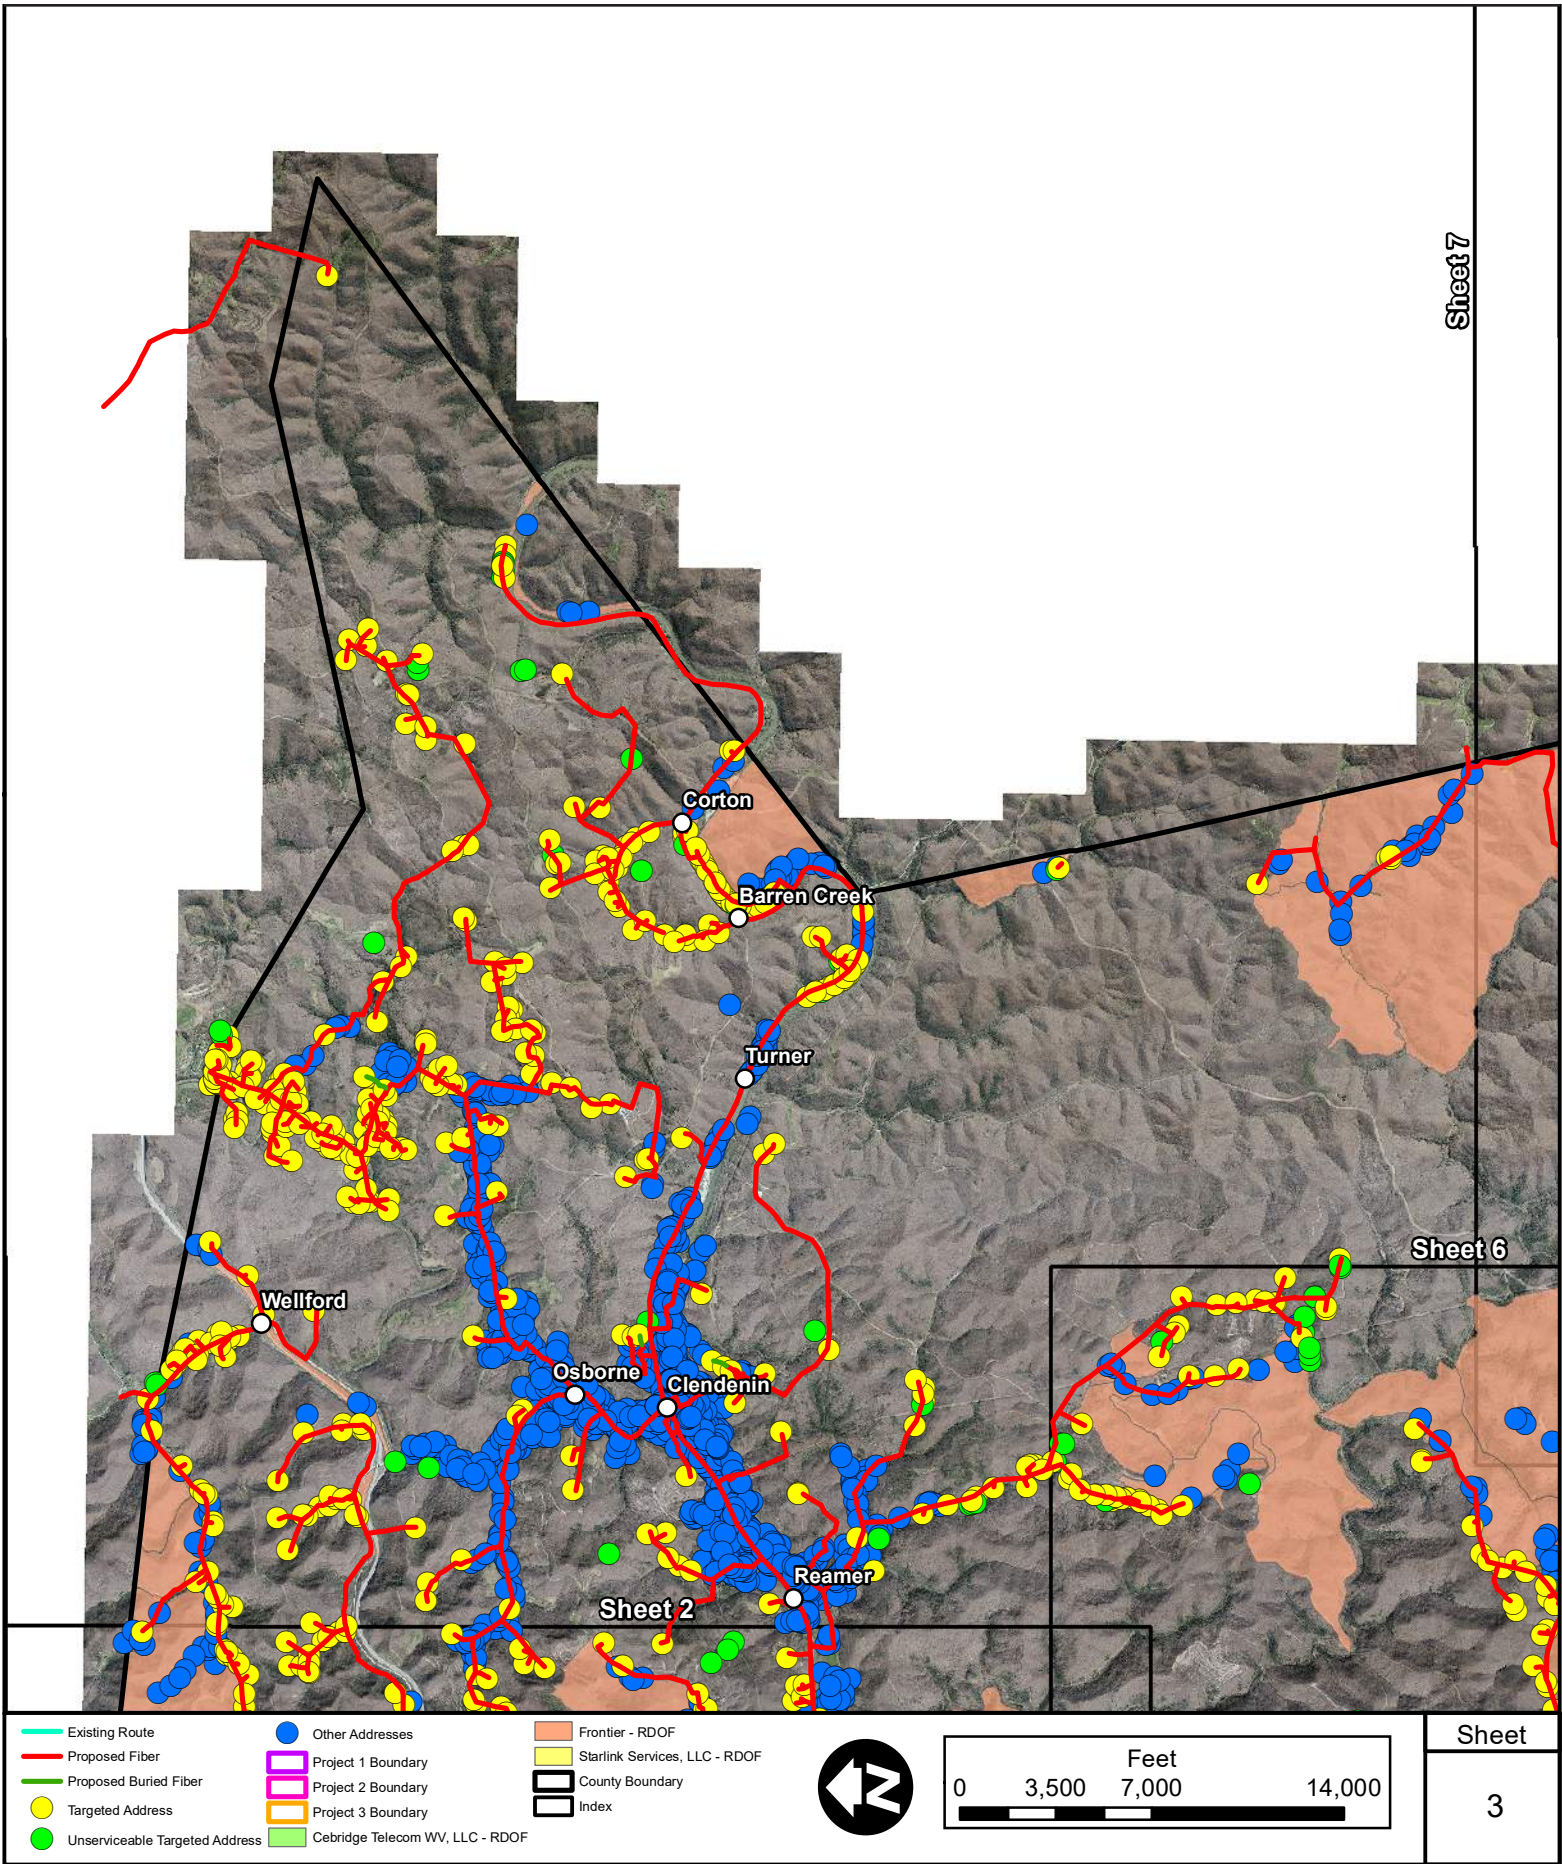 Sheet 7
Corton
Barren Creek
Turner
Sheet 6
Wellford
Osborne
Clendenin
Reamer
Sheet 2
Existing Route
Proposed Fiber
Proposed Buried Fiber
Targeted Address
Unserviceable Targeted Address
Other Addresses
Project 1 Boundary
Project 2 Boundary
Project 3 Boundary
Cebridge Telecom WV, LLC - RDOF
Frontier - RDOF
Starlink Services, LLC - RDOF
County Boundary
Index
N
Feet
0 3,500 7,000 14,000
Sheet
3